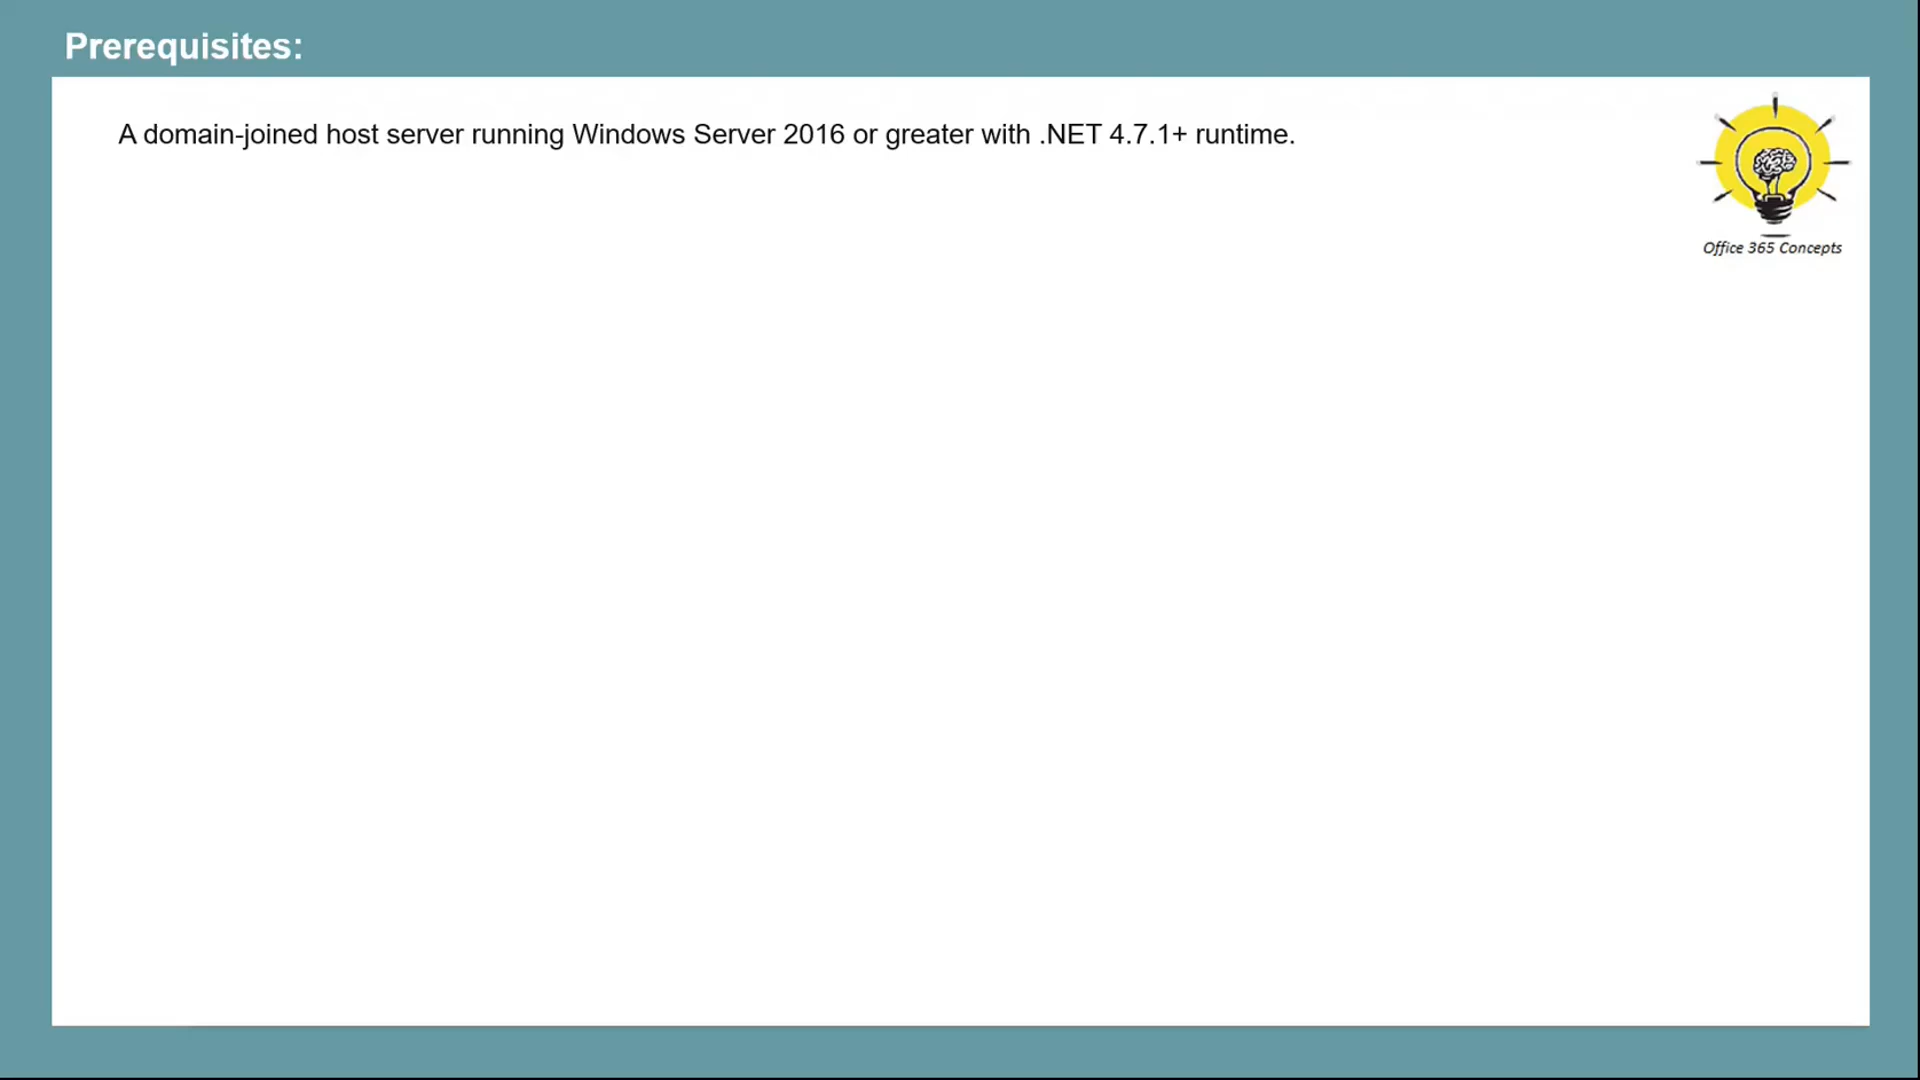 Prerequisites:
A domain-joined host server running Windows Server 2016 or greater with .NET 4.7.1+ runtime.
Office 365 Concepts